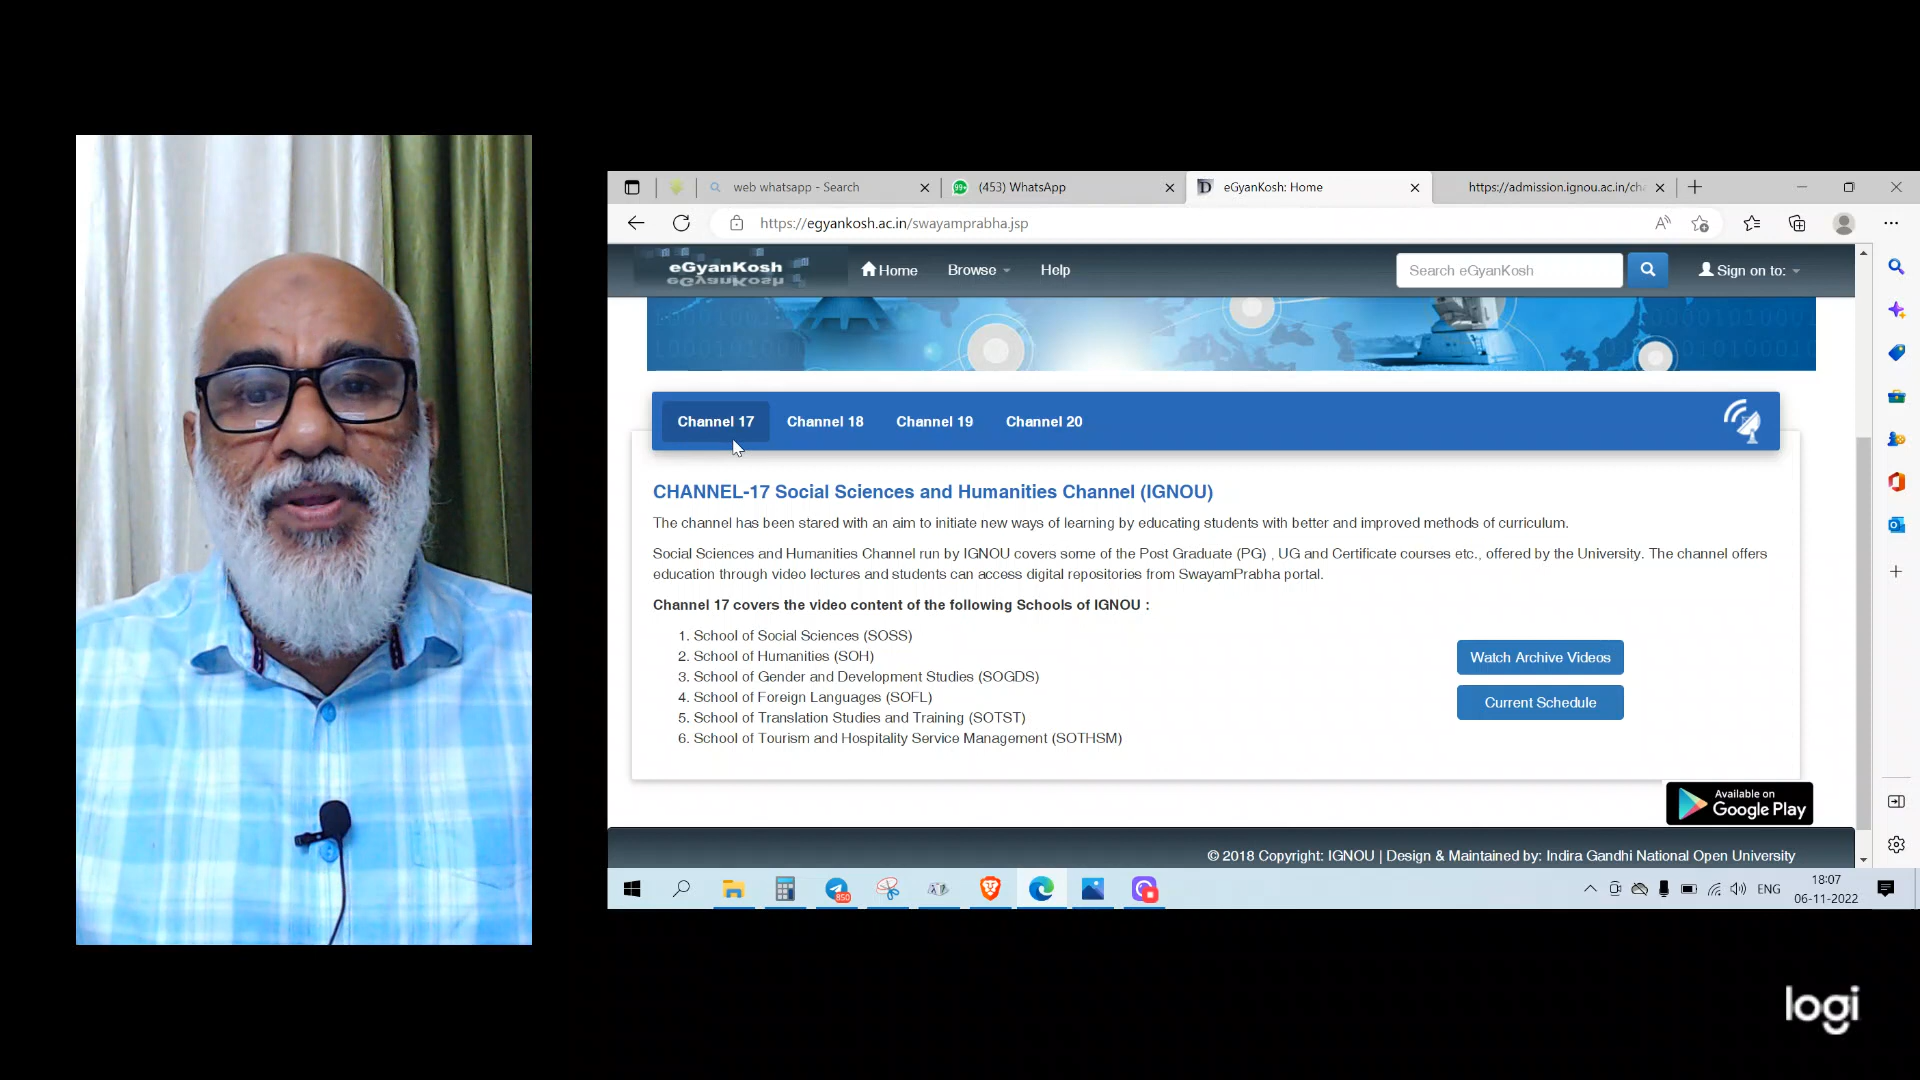 web whatsapp - Search
(453) WhatsApp
eGyanKosh: Home
https://admission.ignou.ac.in/ch
https://egyankosh.ac.in/swayamprabha.jsp
eGyanKosh
Home
Browse
Help
Search eGyanKosh
Sign on to:
Channel 17
Channel 18
Channel 19
Channel 20
CHANNEL-17 Social Sciences and Humanities Channel (IGNOU)
The channel has been stared with an aim to initiate new ways of learning by educating students with better and improved methods of curriculum.
Social Sciences and Humanities Channel run by IGNOU covers some of the Post Graduate (PG) , UG and Certificate courses etc., offered by the University. The channel offers
education through video lectures and students can access digital repositories from SwayamPrabha portal.
Channel 17 covers the video content of the following Schools of IGNOU :
1. School of Social Sciences (SOSS)
2. School of Humanities (SOH)
3. School of Gender and Development Studies (SOGDS)
4. School of Foreign Languages (SOFL)
5. School of Translation Studies and Training (SOTST)
6. School of Tourism and Hospitality Service Management (SOTHSM)
Watch Archive Videos
Current Schedule
Available on
Google Play
© 2018 Copyright: IGNOU | Design & Maintained by: Indira Gandhi National Open University
850
ENG
18:07
06-11-2022
logi